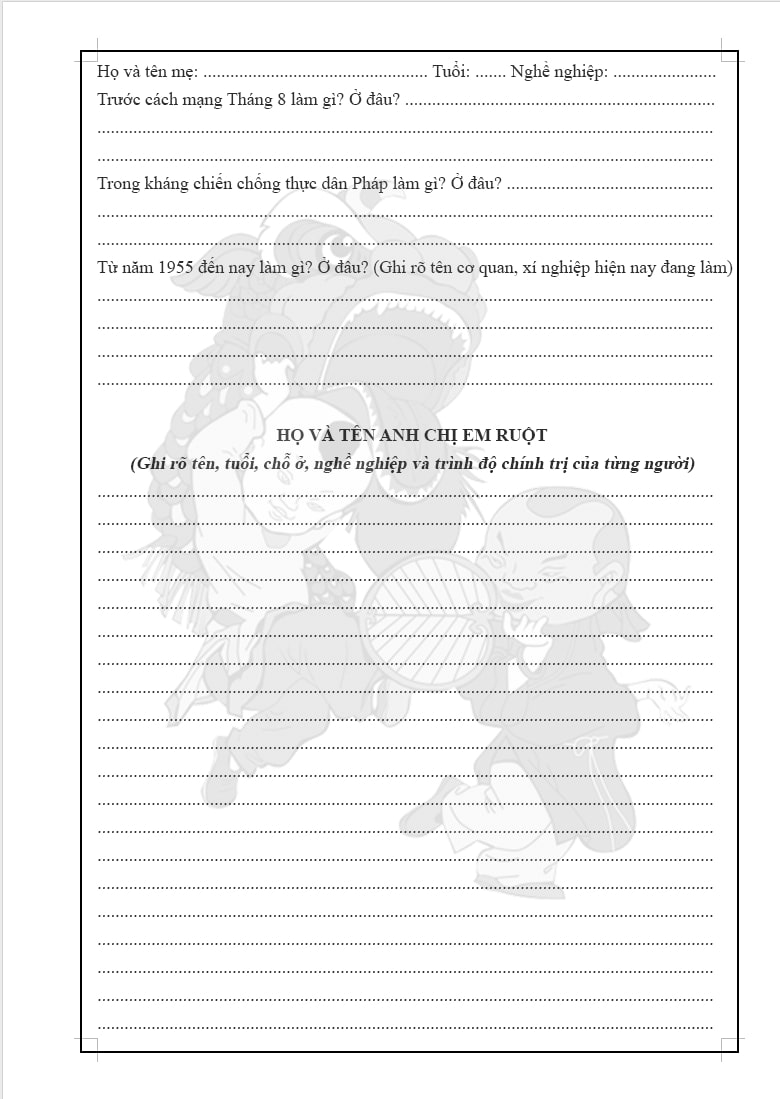 Họ và tên mẹ: .................................................. Tuổi: ....... Nghề nghiệp: .......................
Trước cách mạng Tháng 8 làm gì? Ở đâu? .....................................................................
.........................................................................................................................................
.........................................................................................................................................
Trong kháng chiến chống thực dân Pháp làm gì? Ở đâu? ..............................................
.........................................................................................................................................
.........................................................................................................................................
Từ năm 1955 đến nay làm gì? Ở đâu? (Ghi rõ tên cơ quan, xí nghiệp hiện nay đang làm)
.........................................................................................................................................
.........................................................................................................................................
.........................................................................................................................................
.........................................................................................................................................
HỌ VÀ TÊN ANH CHỊ EM RUỘT
(Ghi rõ tên, tuổi, chỗ ở, nghề nghiệp và trình độ chính trị của từng người)